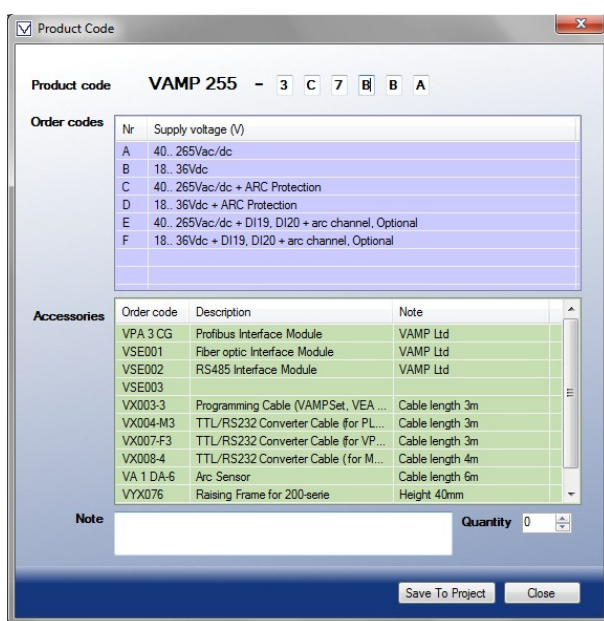 Product Code
Product code VAMP 255 - 3 C 7 B B A
Order codes
Nr Supply voltage (V)
A 40.. 265Vac/dc
B 18.. 36Vdc
C 40.. 265Vac/dc + ARC Protection
D 18.. 36Vdc + ARC Protection
E 40.. 265Vac/dc + DI19, DI20 + arc channel, Optional
F 18.. 36Vdc + DI19, DI20 + arc channel, Optional
Accessories
Order code Description Note
VPA 3 CG Profibus Interface Module VAMP Ltd
VSE001 Fiber optic Interface Module VAMP Ltd
VSE002 RS485 Interface Module VAMP Ltd
VSE003
VX003-3 Programming Cable (VAMPSet, VEA ... Cable length 3m
VX004-M3 TTL/RS232 Converter Cable (for PL... Cable length 3m
VX007-F3 TTL/RS232 Converter Cable (for VP... Cable length 3m
VX008-4 TTL/RS232 Converter Cable (for M... Cable length 4m
VA 1 DA-6 Arc Sensor Cable length 6m
VYX076 Raising Frame for 200-serie Height 40mm
Note Quantity 0
Save To Project Close